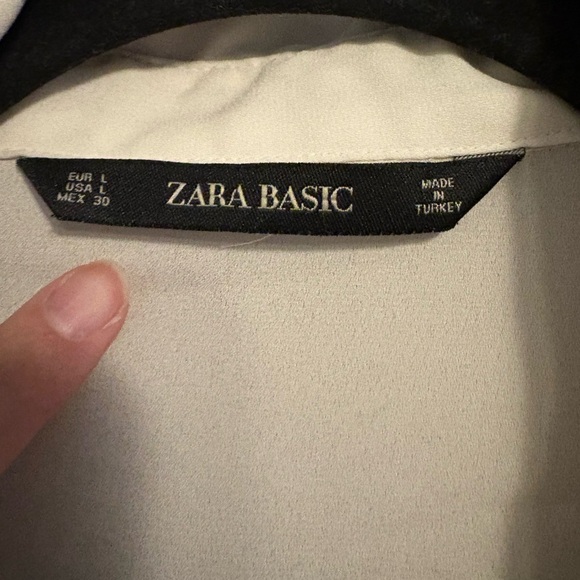 EUR L
USA L
MEX 30
ZARA BASIC
MADE
IN
TURKEY